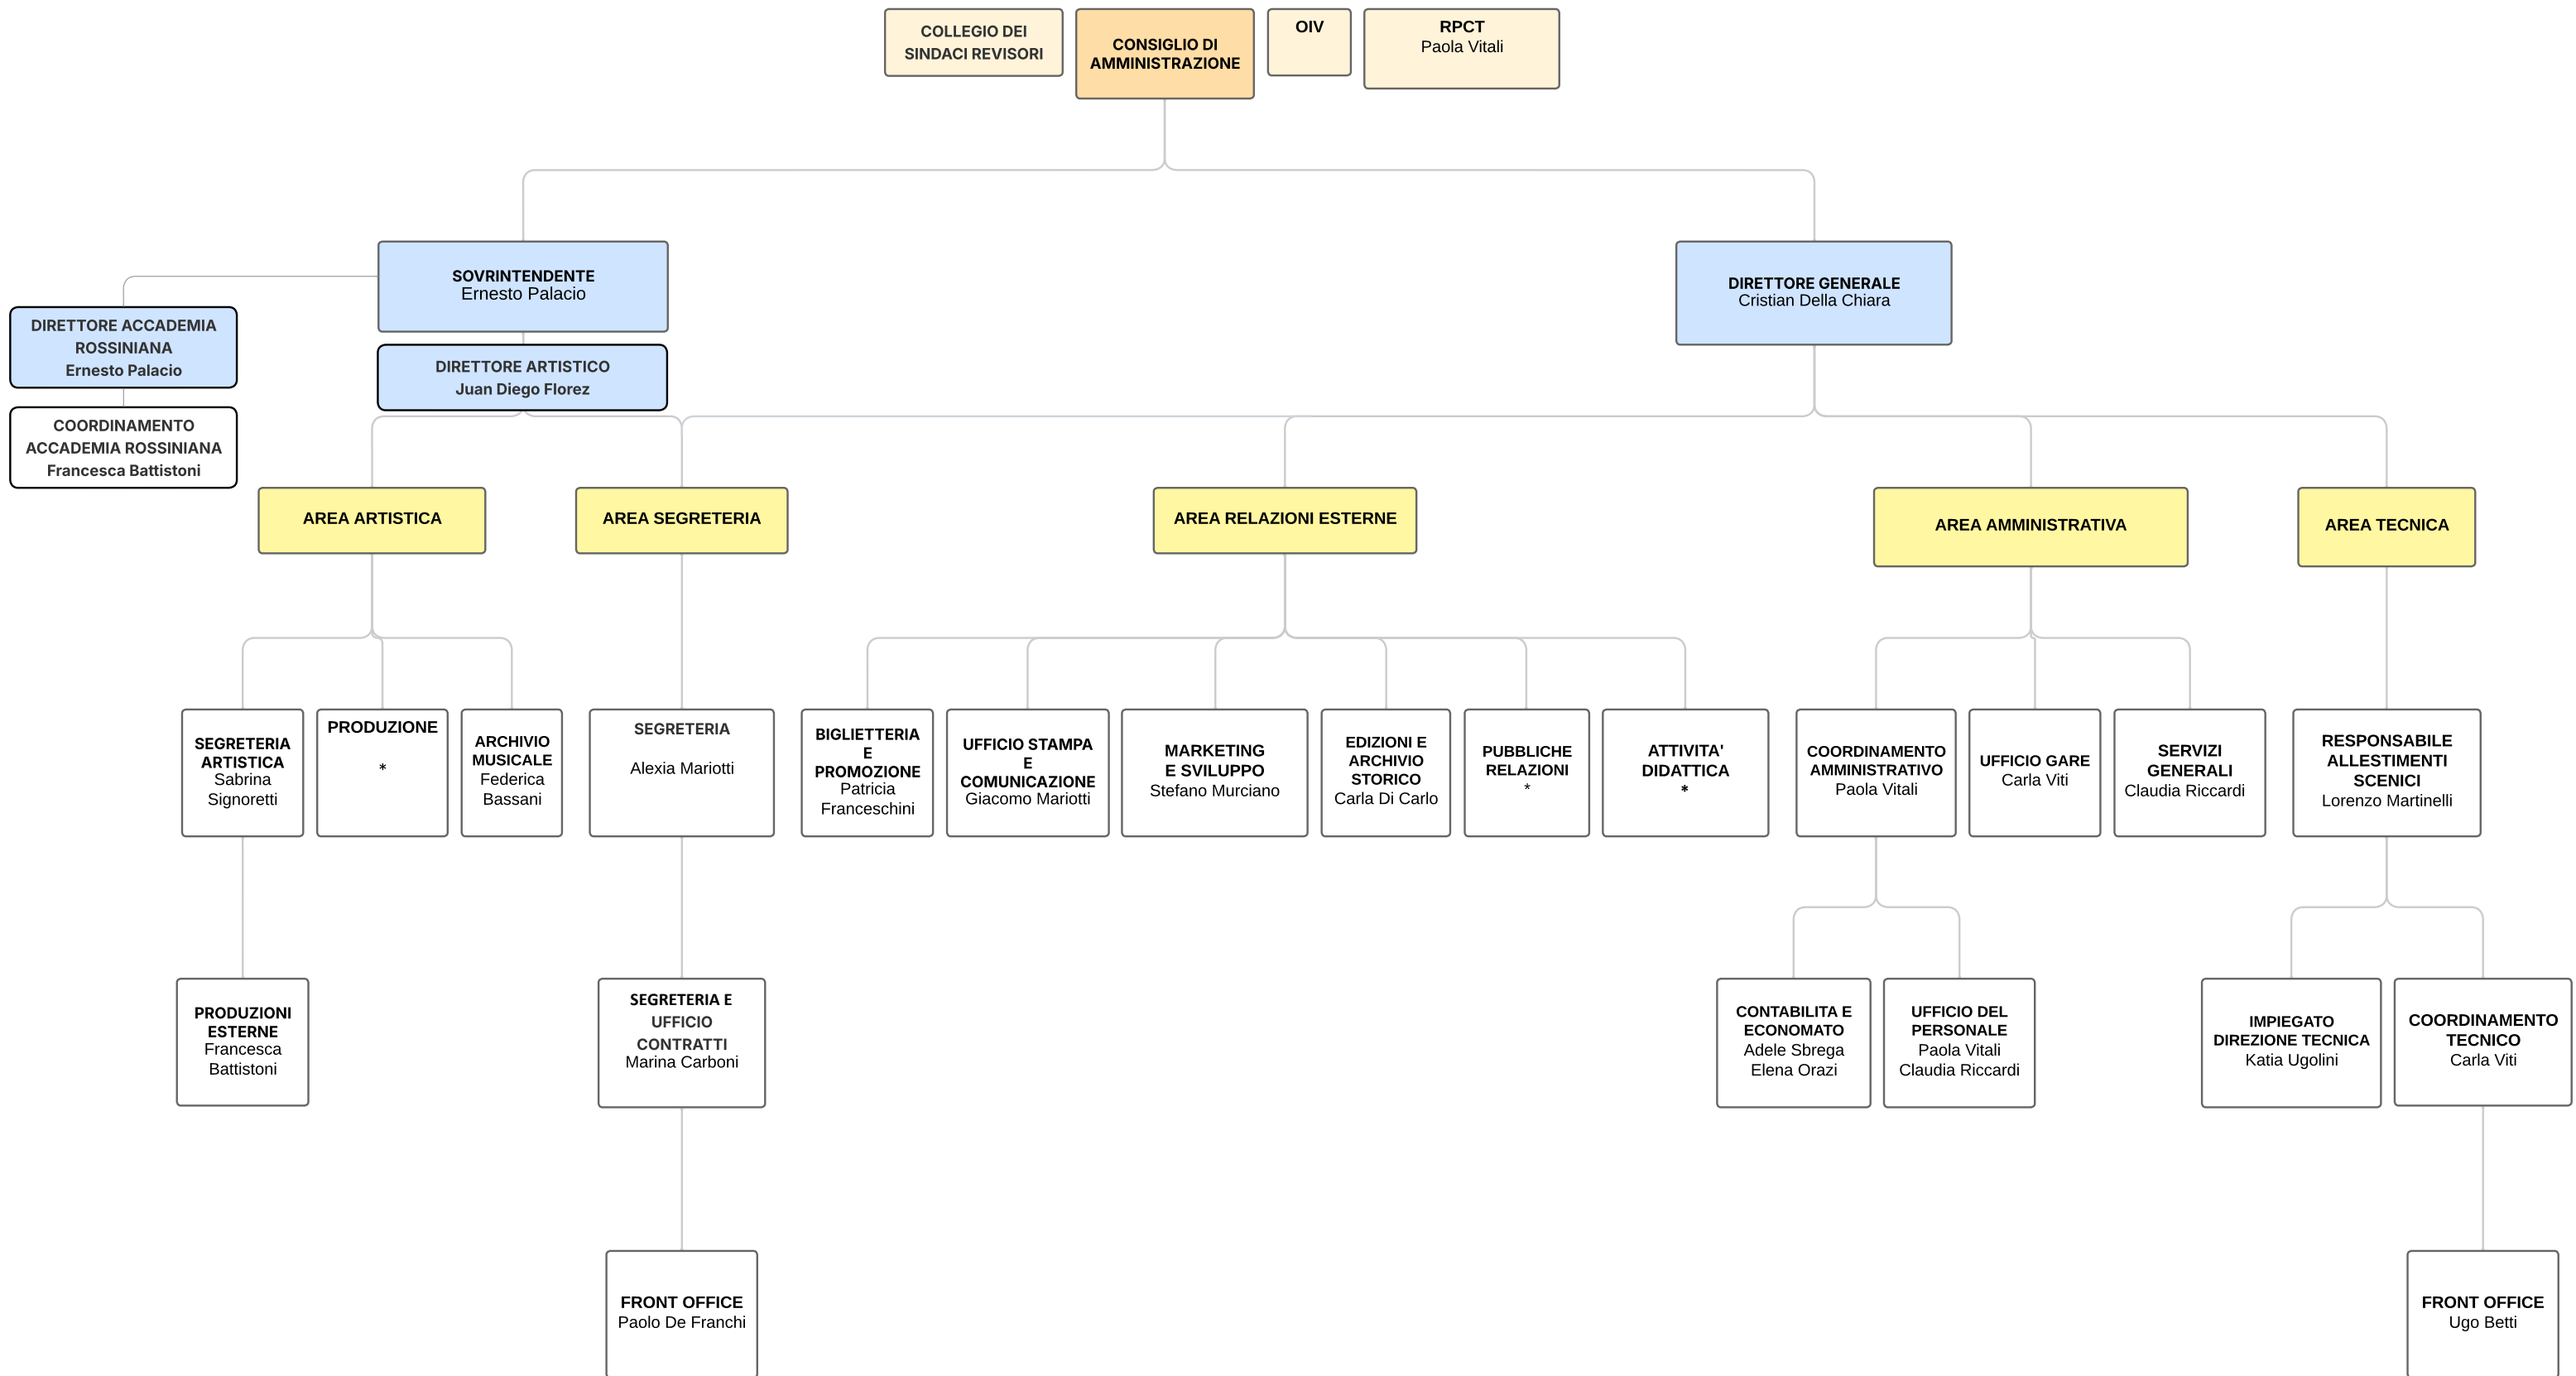 COLLEGIO DEI
SINDACI REVISORI
CONSIGLIO DI
AMMINISTRAZIONE
OIV
RPCT
Paola Vitali
SOVRINTENDENTE
Ernesto Palacio
DIRETTORE GENERALE
Cristian Della Chiara
DIRETTORE ACCADEMIA
ROSSINIANA
Ernesto Palacio
DIRETTORE ARTISTICO
Juan Diego Florez
COORDINAMENTO
ACCADEMIA ROSSINIANA
Francesca Battistoni
AREA ARTISTICA
AREA SEGRETERIA
AREA RELAZIONI ESTERNE
AREA AMMINISTRATIVA
AREA TECNICA
SEGRETERIA
ARTISTICA
Sabrina
Signoretti
PRODUZIONE
*
ARCHIVIO
MUSICALE
Federica
Bassani
SEGRETERIA
Alexia Mariotti
BIGLIETTERIA
E
PROMOZIONE
Patricia
Franceschini
UFFICIO STAMPA
E
COMUNICAZIONE
Giacomo Mariotti
MARKETING
E SVILUPPO
Stefano Murciano
EDIZIONI E
ARCHIVIO
STORICO
Carla Di Carlo
PUBBLICHE
RELAZIONI
*
ATTIVITA'
DIDATTICA
*
COORDINAMENTO
AMMINISTRATIVO
Paola Vitali
UFFICIO GARE
Carla Viti
SERVIZI
GENERALI
Claudia Riccardi
RESPONSABILE
ALLESTIMENTI
SCENICI
Lorenzo Martinelli
PRODUZIONI
ESTERNE
Francesca
Battistoni
SEGRETERIA E
UFFICIO
CONTRATTI
Marina Carboni
CONTABILITA E
ECONOMATO
Adele Sbrega
Elena Orazi
UFFICIO DEL
PERSONALE
Paola Vitali
Claudia Riccardi
IMPIEGATO
DIREZIONE TECNICA
Katia Ugolini
COORDINAMENTO
TECNICO
Carla Viti
FRONT OFFICE
Paolo De Franchi
FRONT OFFICE
Ugo Betti